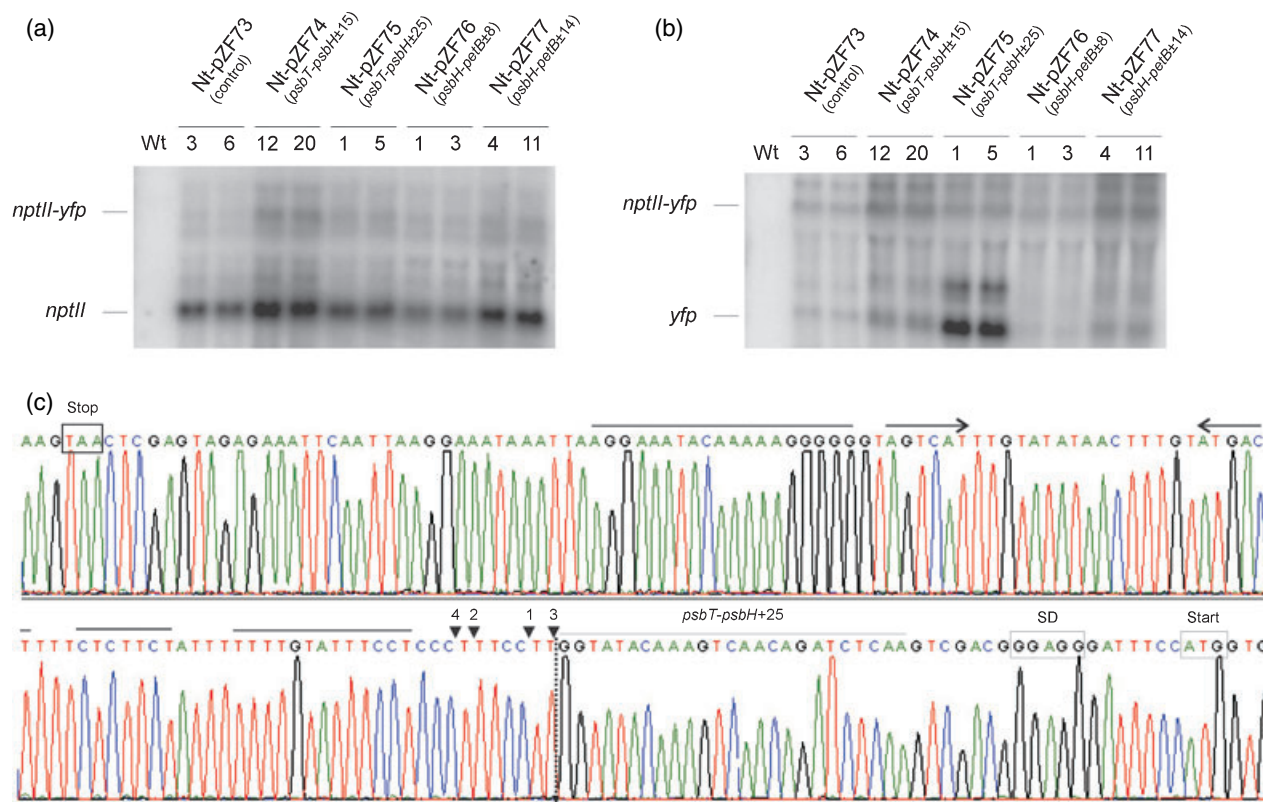 (a)
Nt-pZF73 (control)
Nt-pZF74 (psbT-psbH±15)
Nt-pZF75 (psbT-psbH±25)
Nt-pZF76 (psbH-petB±8)
Nt-pZF77 (psbH-petB±14)
Wt 3 6 12 20 1 5 1 3 4 11
nptII-yfp
nptII
(b)
Nt-pZF73 (control)
Nt-pZF74 (psbT-psbH±15)
Nt-pZF75 (psbT-psbH±25)
Nt-pZF76 (psbH-petB±8)
Nt-pZF77 (psbH-petB±14)
Wt 3 6 12 20 1 5 1 3 4 11
nptII-yfp
yfp
(c)
Stop
AAGTAACTCGAGTAGAGAAATTCAATTAAGGAAATAAATTAAGGAAATACAAAAAGGGGGGTAGTCATTTGTATATAACTTTGTATGAC
4 2 1 3 psbT-psbH+25 SD Start
TTTTCTCTTCTATTTTTTTGTATTTCCTCCCTTTCCTTGGTATACAAAGTCAACAGATCTCAAGTCGACGGGAGGGATTTCCATGGTC